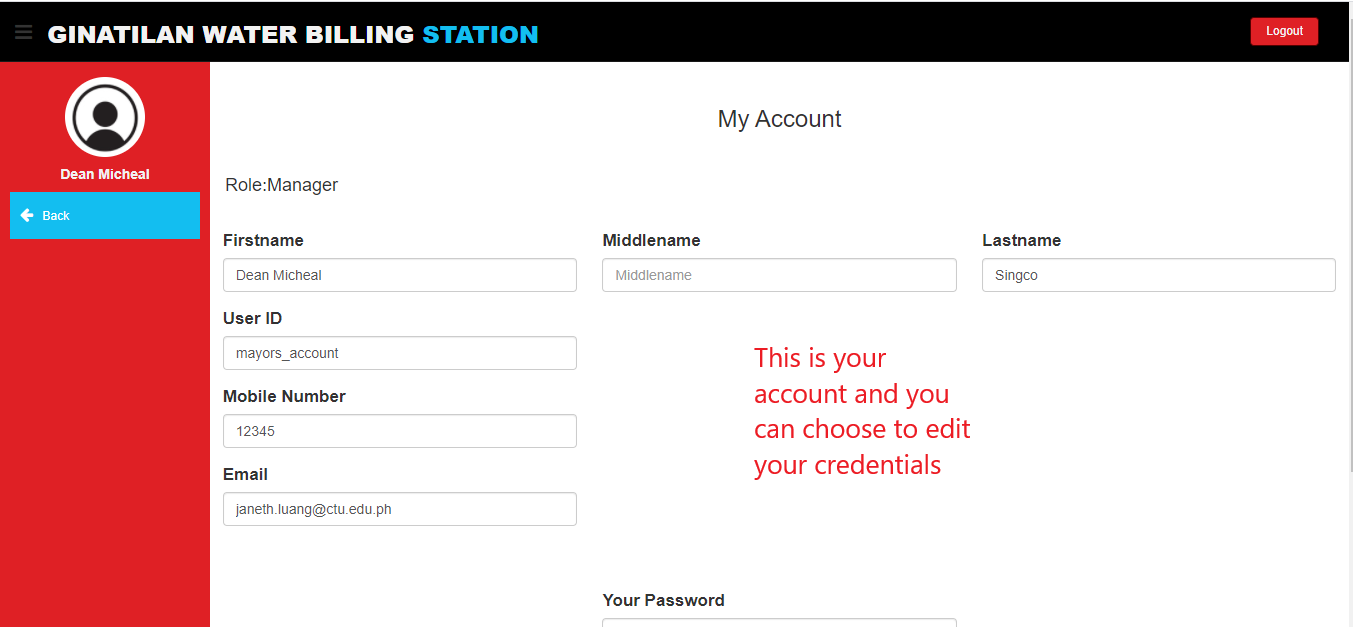 GINATILAN WATER BILLING STATION
Logout
Dean Micheal
Back
My Account
Role:Manager
Firstname
Middlename
Lastname
Dean Micheal
Middlename
Singco
User ID
mayors_account
Mobile Number
12345
Email
janeth.luang@ctu.edu.ph
This is your
account and you
can choose to edit
your credentials
Your Password